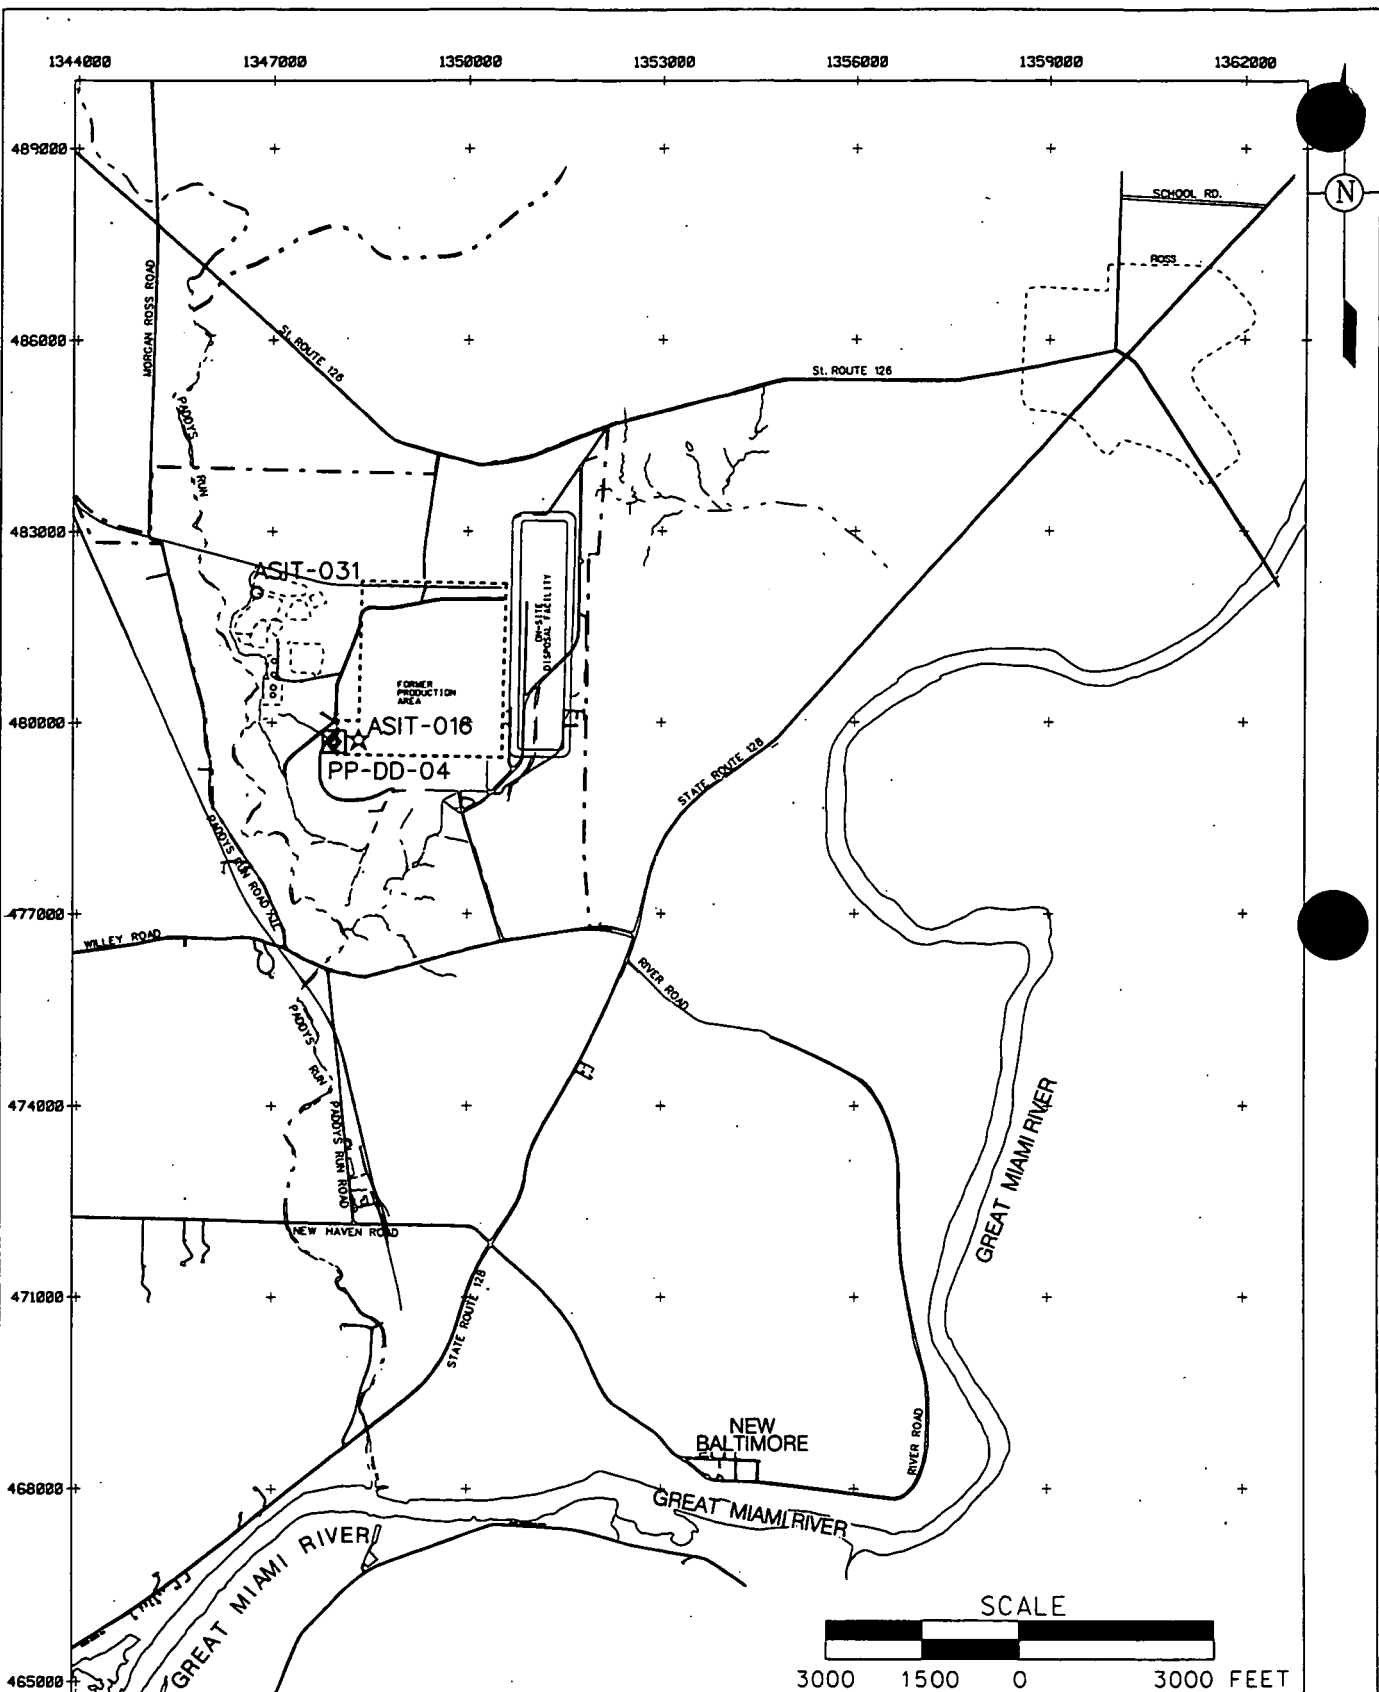 1344000 1347000 1350000 1353000 1356000 1359000 1362000
489000
N
SCHOOL RD.
ROSS
MORGAN ROSS ROAD
486000
St. ROUTE 126
St. ROUTE 126
PADDYS
RUN
483000
ASIT-031
ON-SITE
DISPOSAL FACILITY
FORMER
PRODUCTION
AREA
480000
ASIT-016
PP-DD-04
STATE ROUTE 128
PADDYS RUN ROAD
477000
WILLEY ROAD
RIVER ROAD
PADDYS
RUN
474000
PADDYS RUN ROAD
GREAT MIAMI RIVER
NEW HAVEN ROAD
471000
STATE ROUTE 128
NEW
BALTIMORE
RIVER ROAD
468000
GREAT MIAMI RIVER
GREAT MIAMI RIVER
SCALE
465000
3000 1500 0 3000 FEET